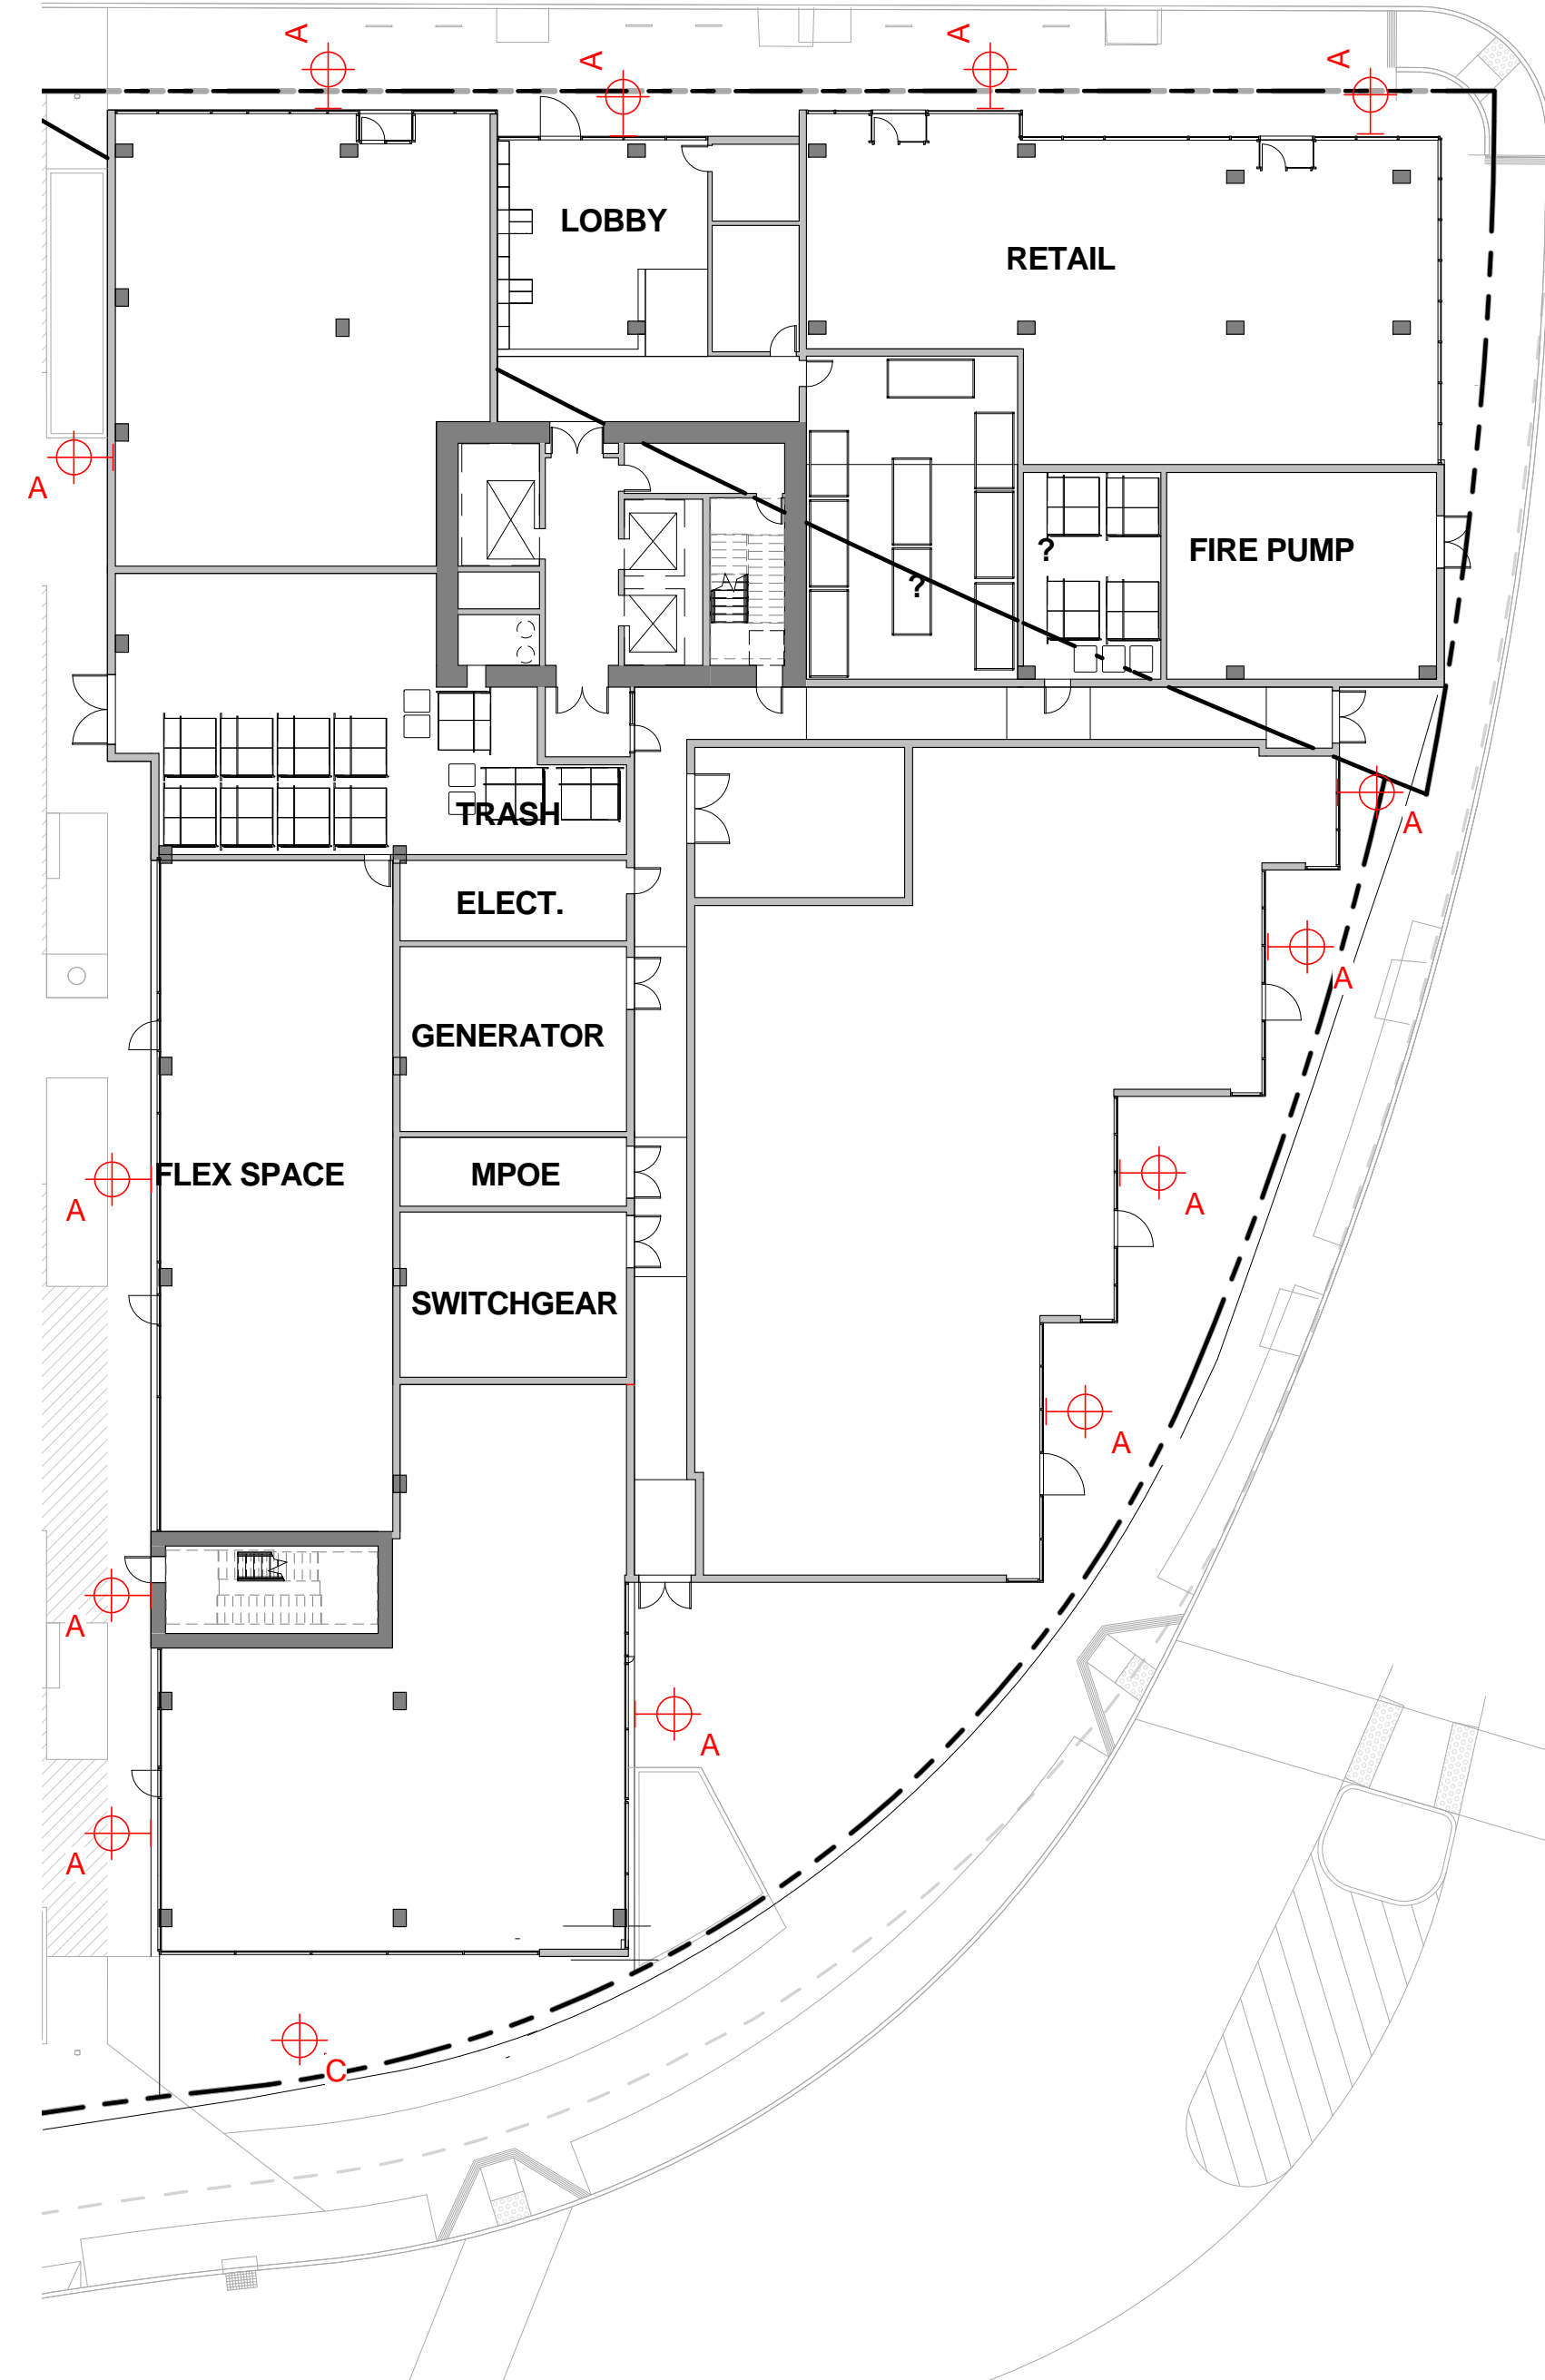 A
A
A
A
LOBBY
RETAIL
A
?
FIRE PUMP
?
TRASH
A
ELECT.
A
GENERATOR
FLEX SPACE
MPOE
A
A
SWITCHGEAR
A
A
A
A
C